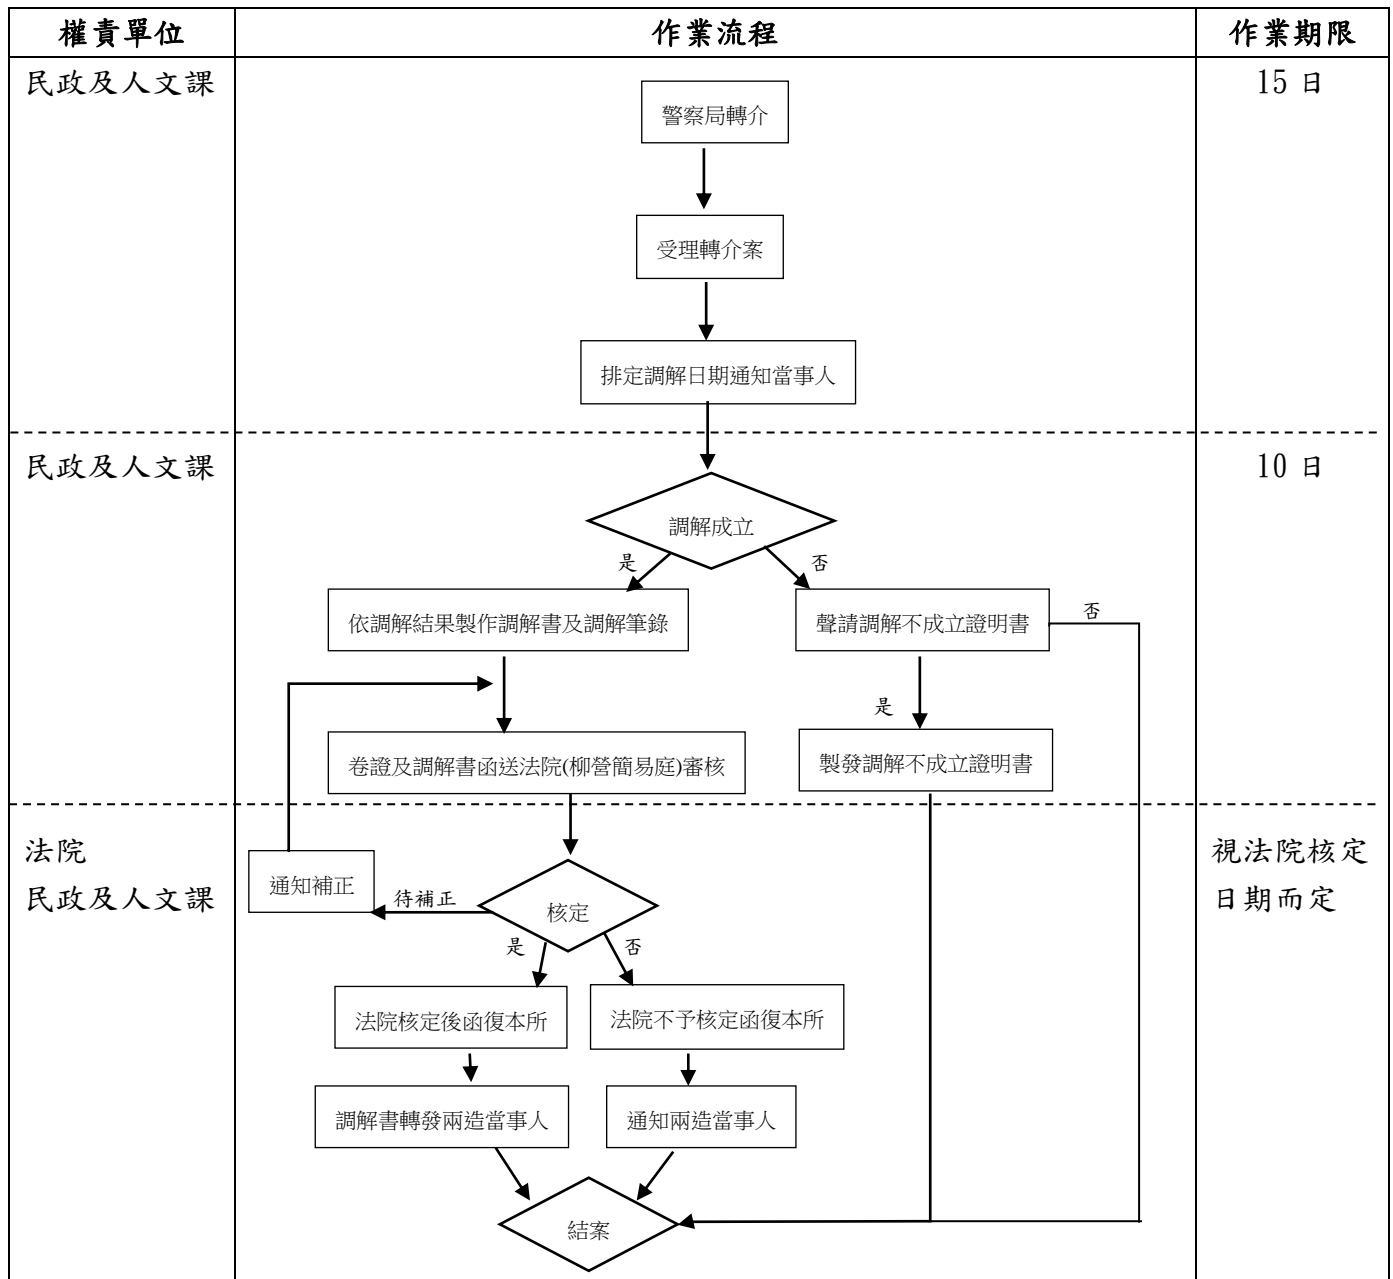 權責單位
作業流程
作業期限
民政及人文課
15 日
警察局轉介
受理轉介案
排定調解日期通知當事人
民政及人文課
10 日
調解成立
是
否
依調解結果製作調解書及調解筆錄
聲請調解不成立證明書
否
是
卷證及調解書函送法院(柳營簡易庭)審核
製發調解不成立證明書
法院
民政及人文課
視法院核定
日期而定
通知補正
待補正
核定
是
否
法院核定後函復本所
法院不予核定函復本所
調解書轉發兩造當事人
通知兩造當事人
結案